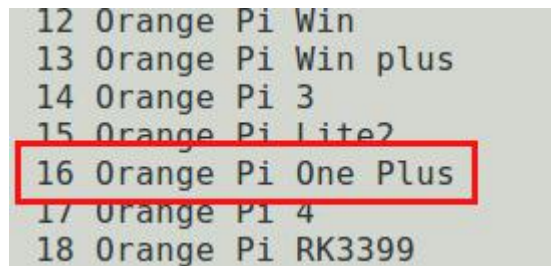 12 Orange Pi Win
13 Orange Pi Win plus
14 Orange Pi 3
15 Orange Pi Lite2
16 Orange Pi One Plus
17 Orange Pi 4
18 Orange Pi RK3399